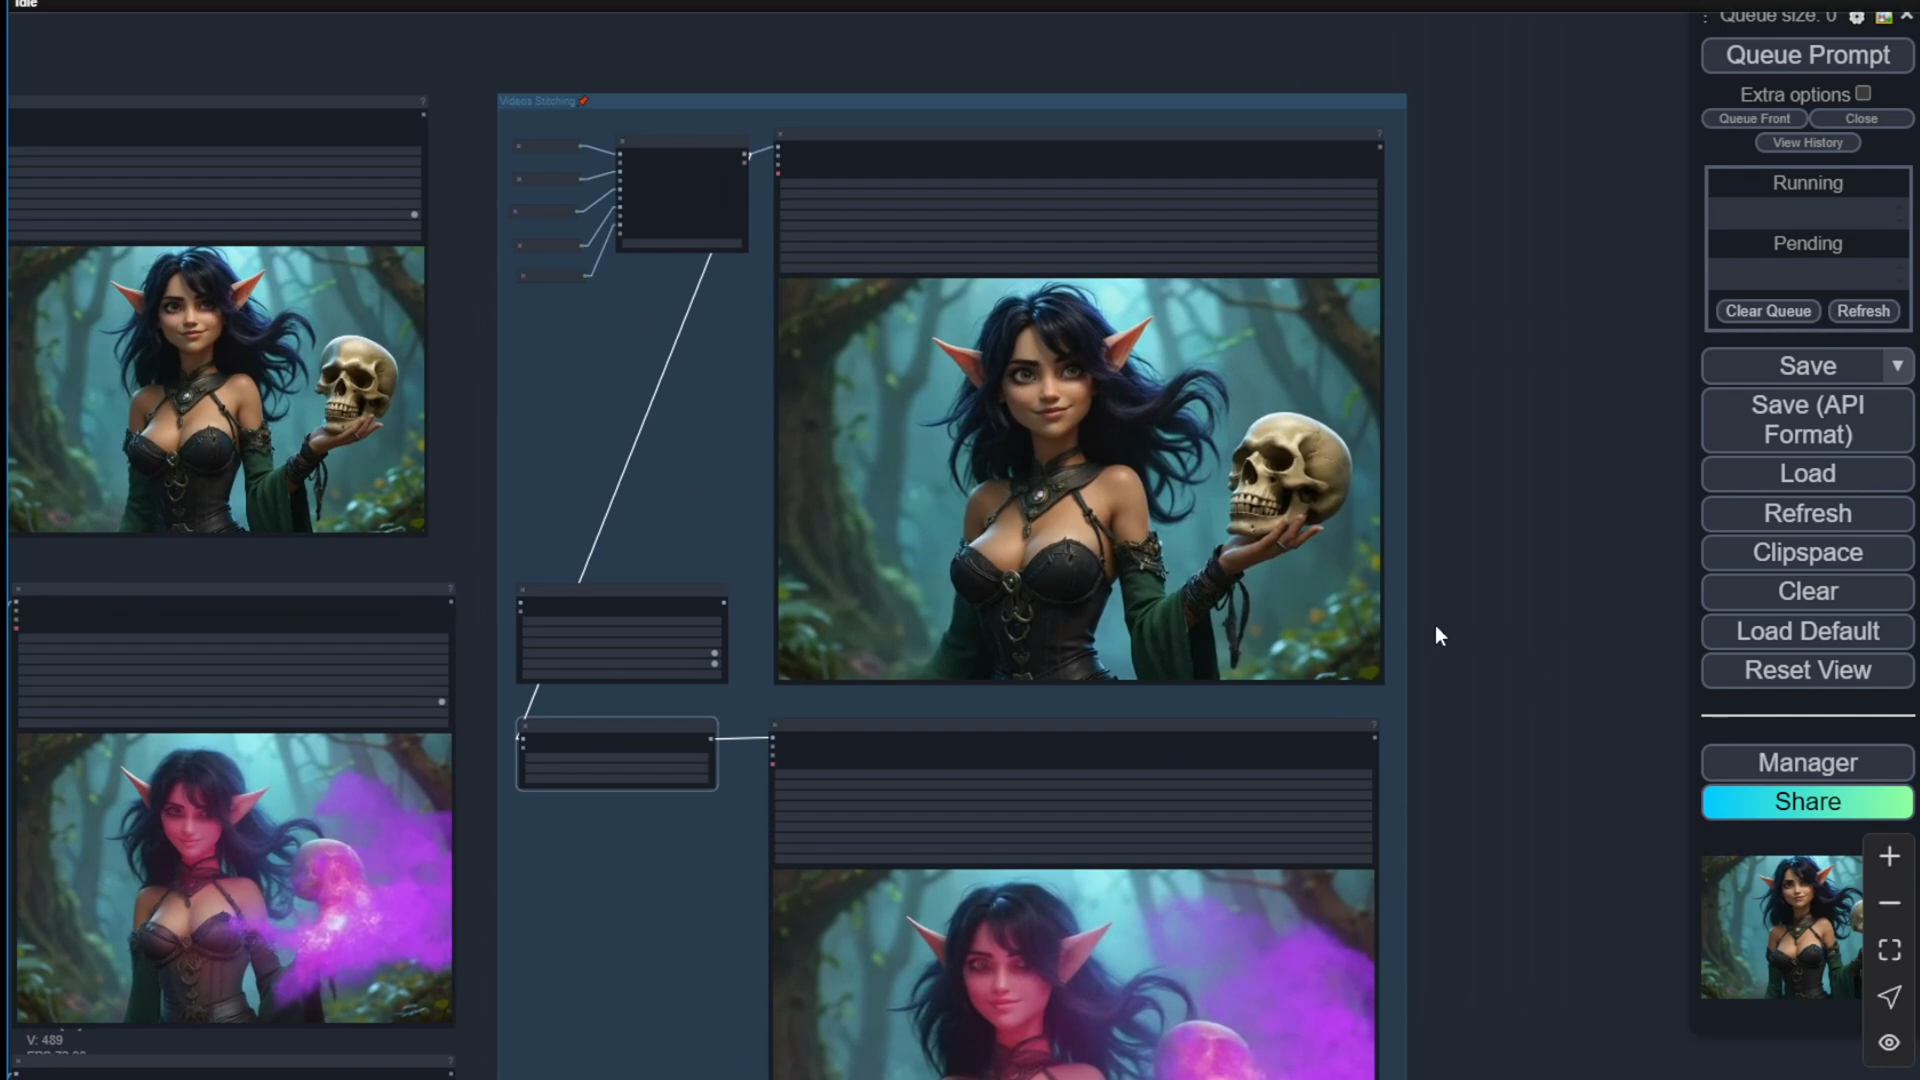 Idle
Queue size: 0
Queue Prompt
Extra options
Queue Front
Close
View History
Running
Pending
Clear Queue
Refresh
Save
▼
Save (API
Format)
Load
Refresh
Clipspace
Clear
Load Default
Reset View
Manager
Share
Videos Stitching
?
?
?
?
?
V: 489